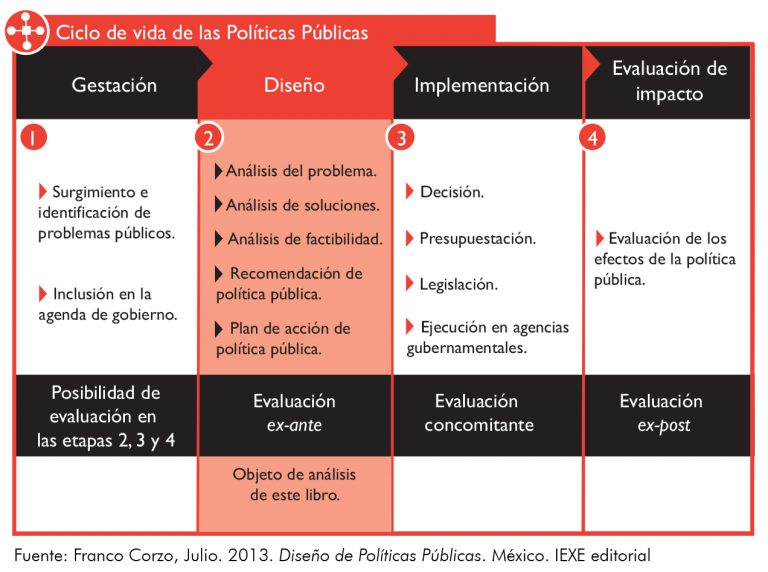 Ciclo de vida de las Políticas Públicas
Gestación
Diseño
Implementación
Evaluación de
impacto
1
2
3
4
Surgimiento e
identificación de
problemas públicos.
Inclusión en la
agenda de gobierno.
Análisis del problema.
Análisis de soluciones.
Análisis de factibilidad.
Recomendación de
política pública.
Plan de acción de
política pública.
Decisión.
Presupuestación.
Legislación.
Ejecución en agencias
gubernamentales.
Evaluación de los
efectos de la política
pública.
Posibilidad de
evaluación en
las etapas 2, 3 y 4
Evaluación
ex-ante
Evaluación
concomitante
Evaluación
ex-post
Objeto de análisis
de este libro.
Fuente: Franco Corzo, Julio. 2013. Diseño de Políticas Públicas. México. IEXE editorial